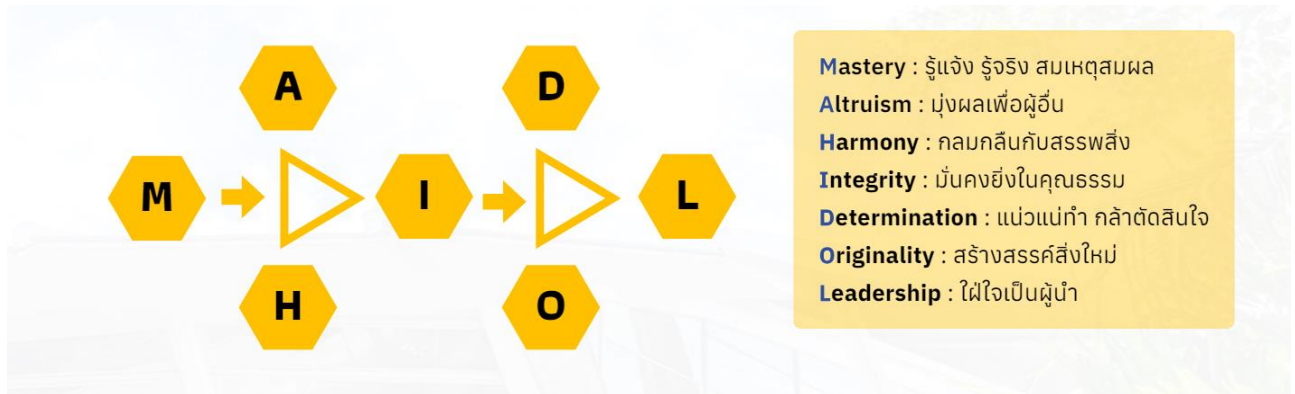 A
D
M
I
L
H
O
Mastery : รู้แจ้ง รู้จริง สมเหตุสมผล
Altruism : มุ่งผลเพื่อผู้อื่น
Harmony : กลมกลืนกับสรรพสิ่ง
Integrity : มั่นคงยิ่งในคุณธรรม
Determination : แน่วแน่ทำ กล้าตัดสินใจ
Originality : สร้างสรรค์สิ่งใหม่
Leadership : ใฝ่ใจเป็นผู้นำ